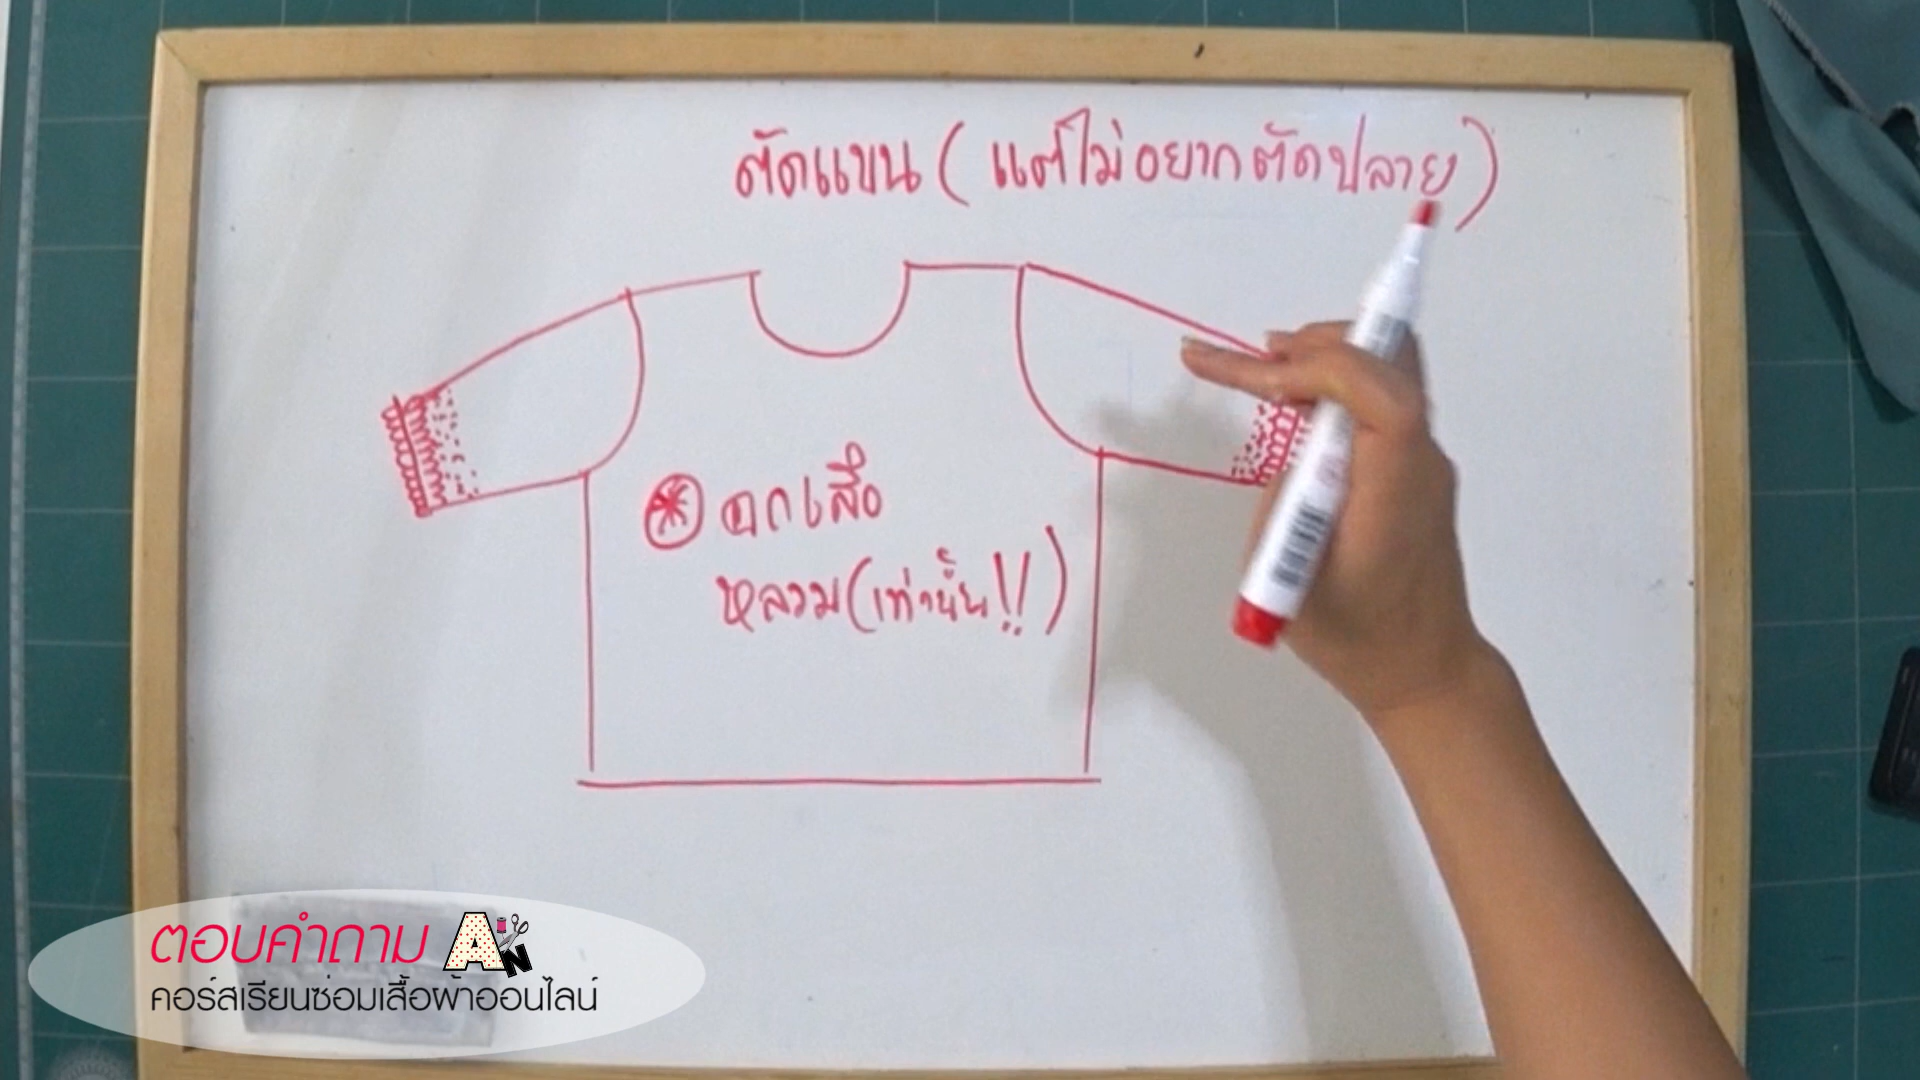 ตัดแขน (แต่ไม่อยากตัดปลาย)
อกเสื้อ
หลวม (เท่านั้น!!)
ตอบคำถาม AN
คอร์สเรียนซ่อมเสื้อผ้าออนไลน์